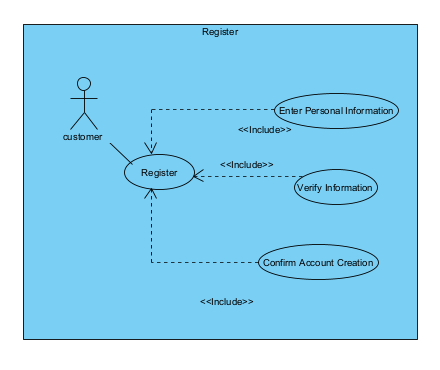 Register
Enter Personal Information
<<Include>>
customer
<<Include>>
Register
Verify Information
Confirm Account Creation
<<Include>>